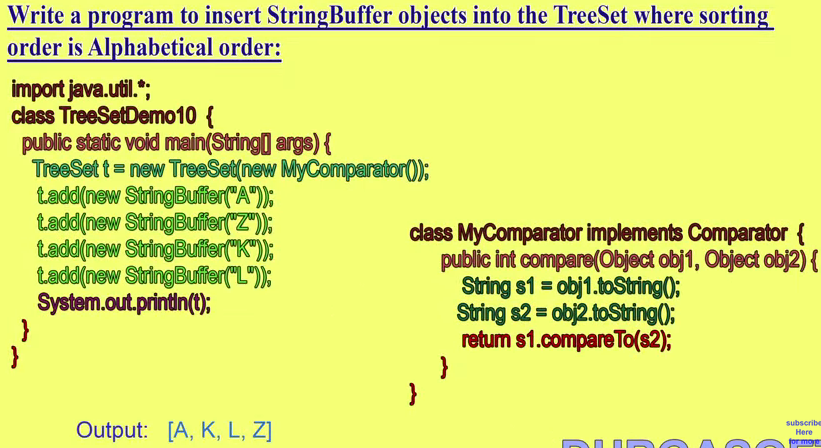 Write a program to insert StringBuffer objects into the TreeSet where sorting
order is Alphabetical order:
import java.util.*;
class TreeSetDemo10 {
public static void main(String[] args) {
TreeSet t = new TreeSet(new MyComparator());
t.add(new StringBuffer("A"));
t.add(new StringBuffer("Z"));
t.add(new StringBuffer("K"));
t.add(new StringBuffer("L"));
System.out.println(t);
}
}
class MyComparator implements Comparator {
public int compare(Object obj1, Object obj2) {
String s1 = obj1.toString();
String s2 = obj2.toString();
return s1.compareTo(s2);
}
}
Output: [A, K, L, Z]
subscribe
Here
for more